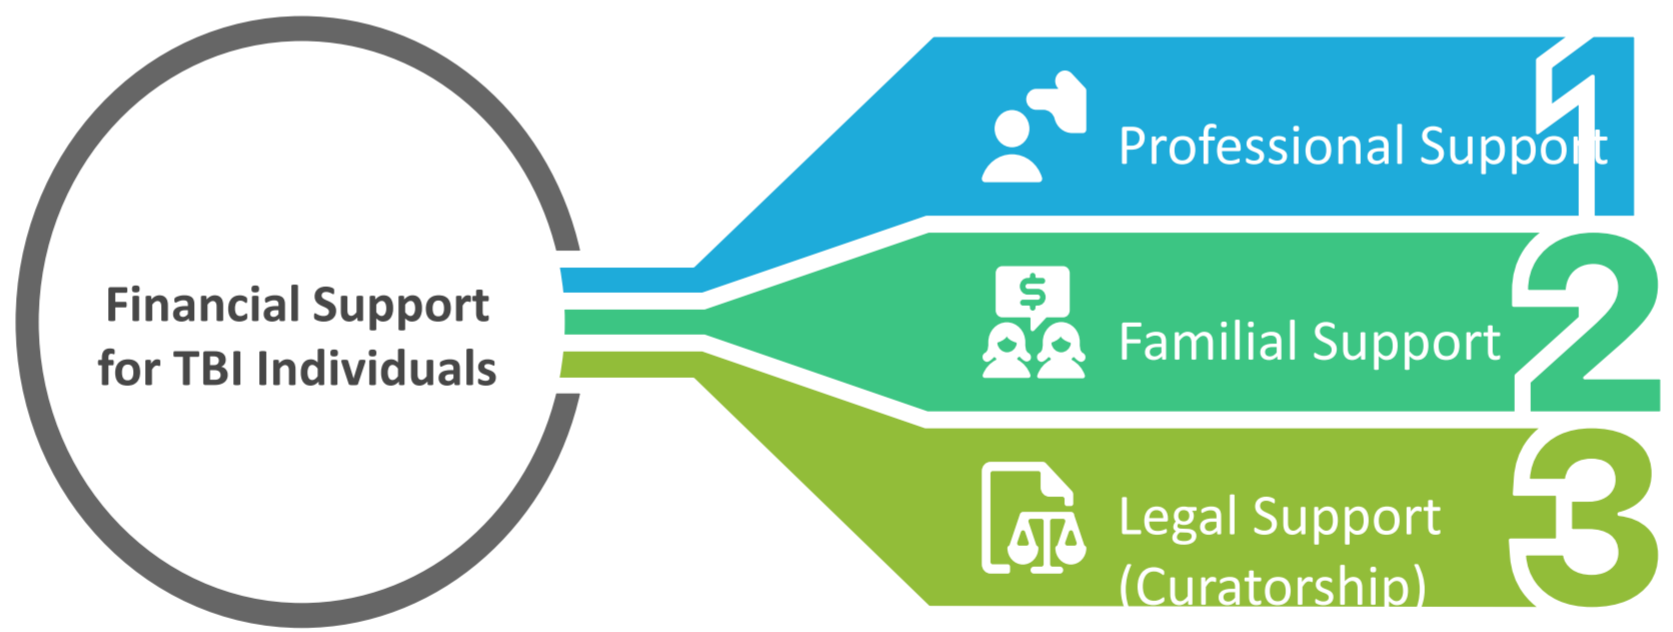 Financial Support
for TBI Individuals
Professional Support
1
$
Familial Support
2
Legal Support
(Curatorship)
3